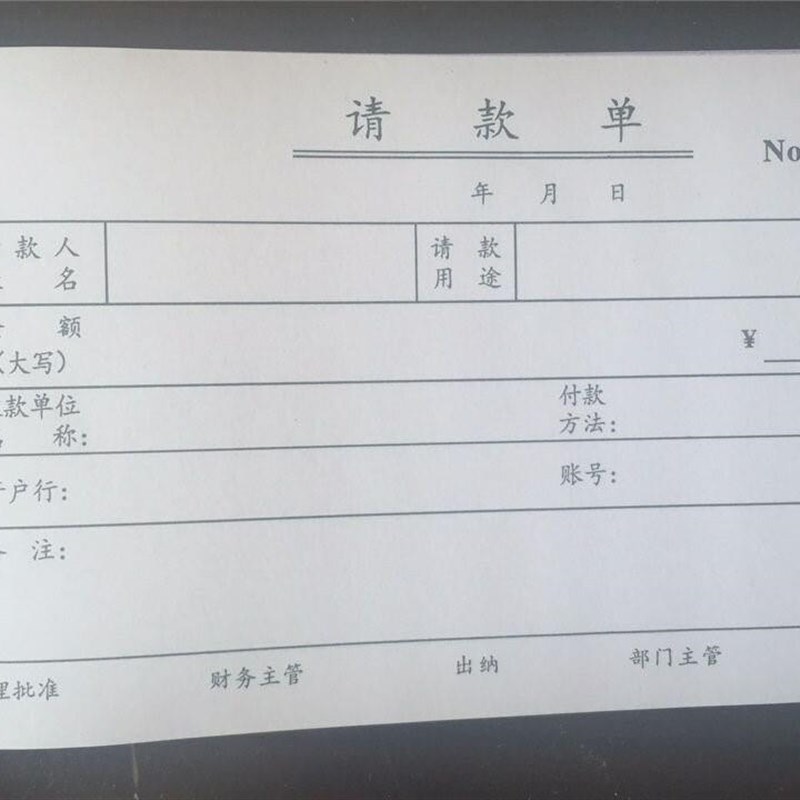 请 款 单
No
年 月 日
款 人 请 款
名 用 途
额 ¥
(大写)
款单位 付款
称: 方法:
户行: 账号:
注:
理批准 财务主管 出纳 部门主管